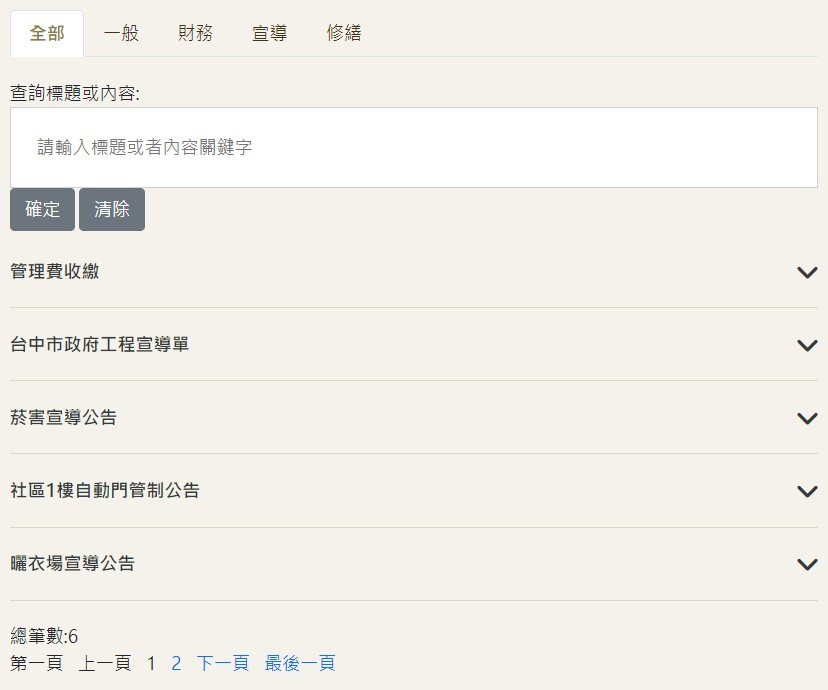 全部 一般 財務 宣導 修繕
查詢標題或內容:
請輸入標題或者內容關鍵字
確定 清除
管理費收繳
台中市政府工程宣導單
菸害宣導公告
社區1樓自動門管制公告
曬衣場宣導公告
總筆數:6
第一頁 上一頁 1 2 下一頁 最後一頁